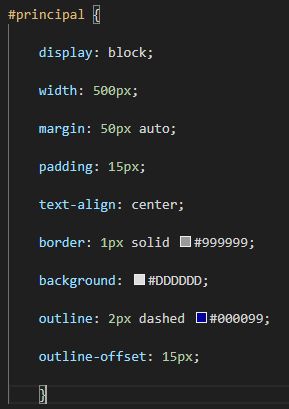 #principal {
display: block;
width: 500px;
margin: 50px auto;
padding: 15px;
text-align: center;
border: 1px solid #999999;
background: #DDDDDD;
outline: 2px dashed #000099;
outline-offset: 15px;
}